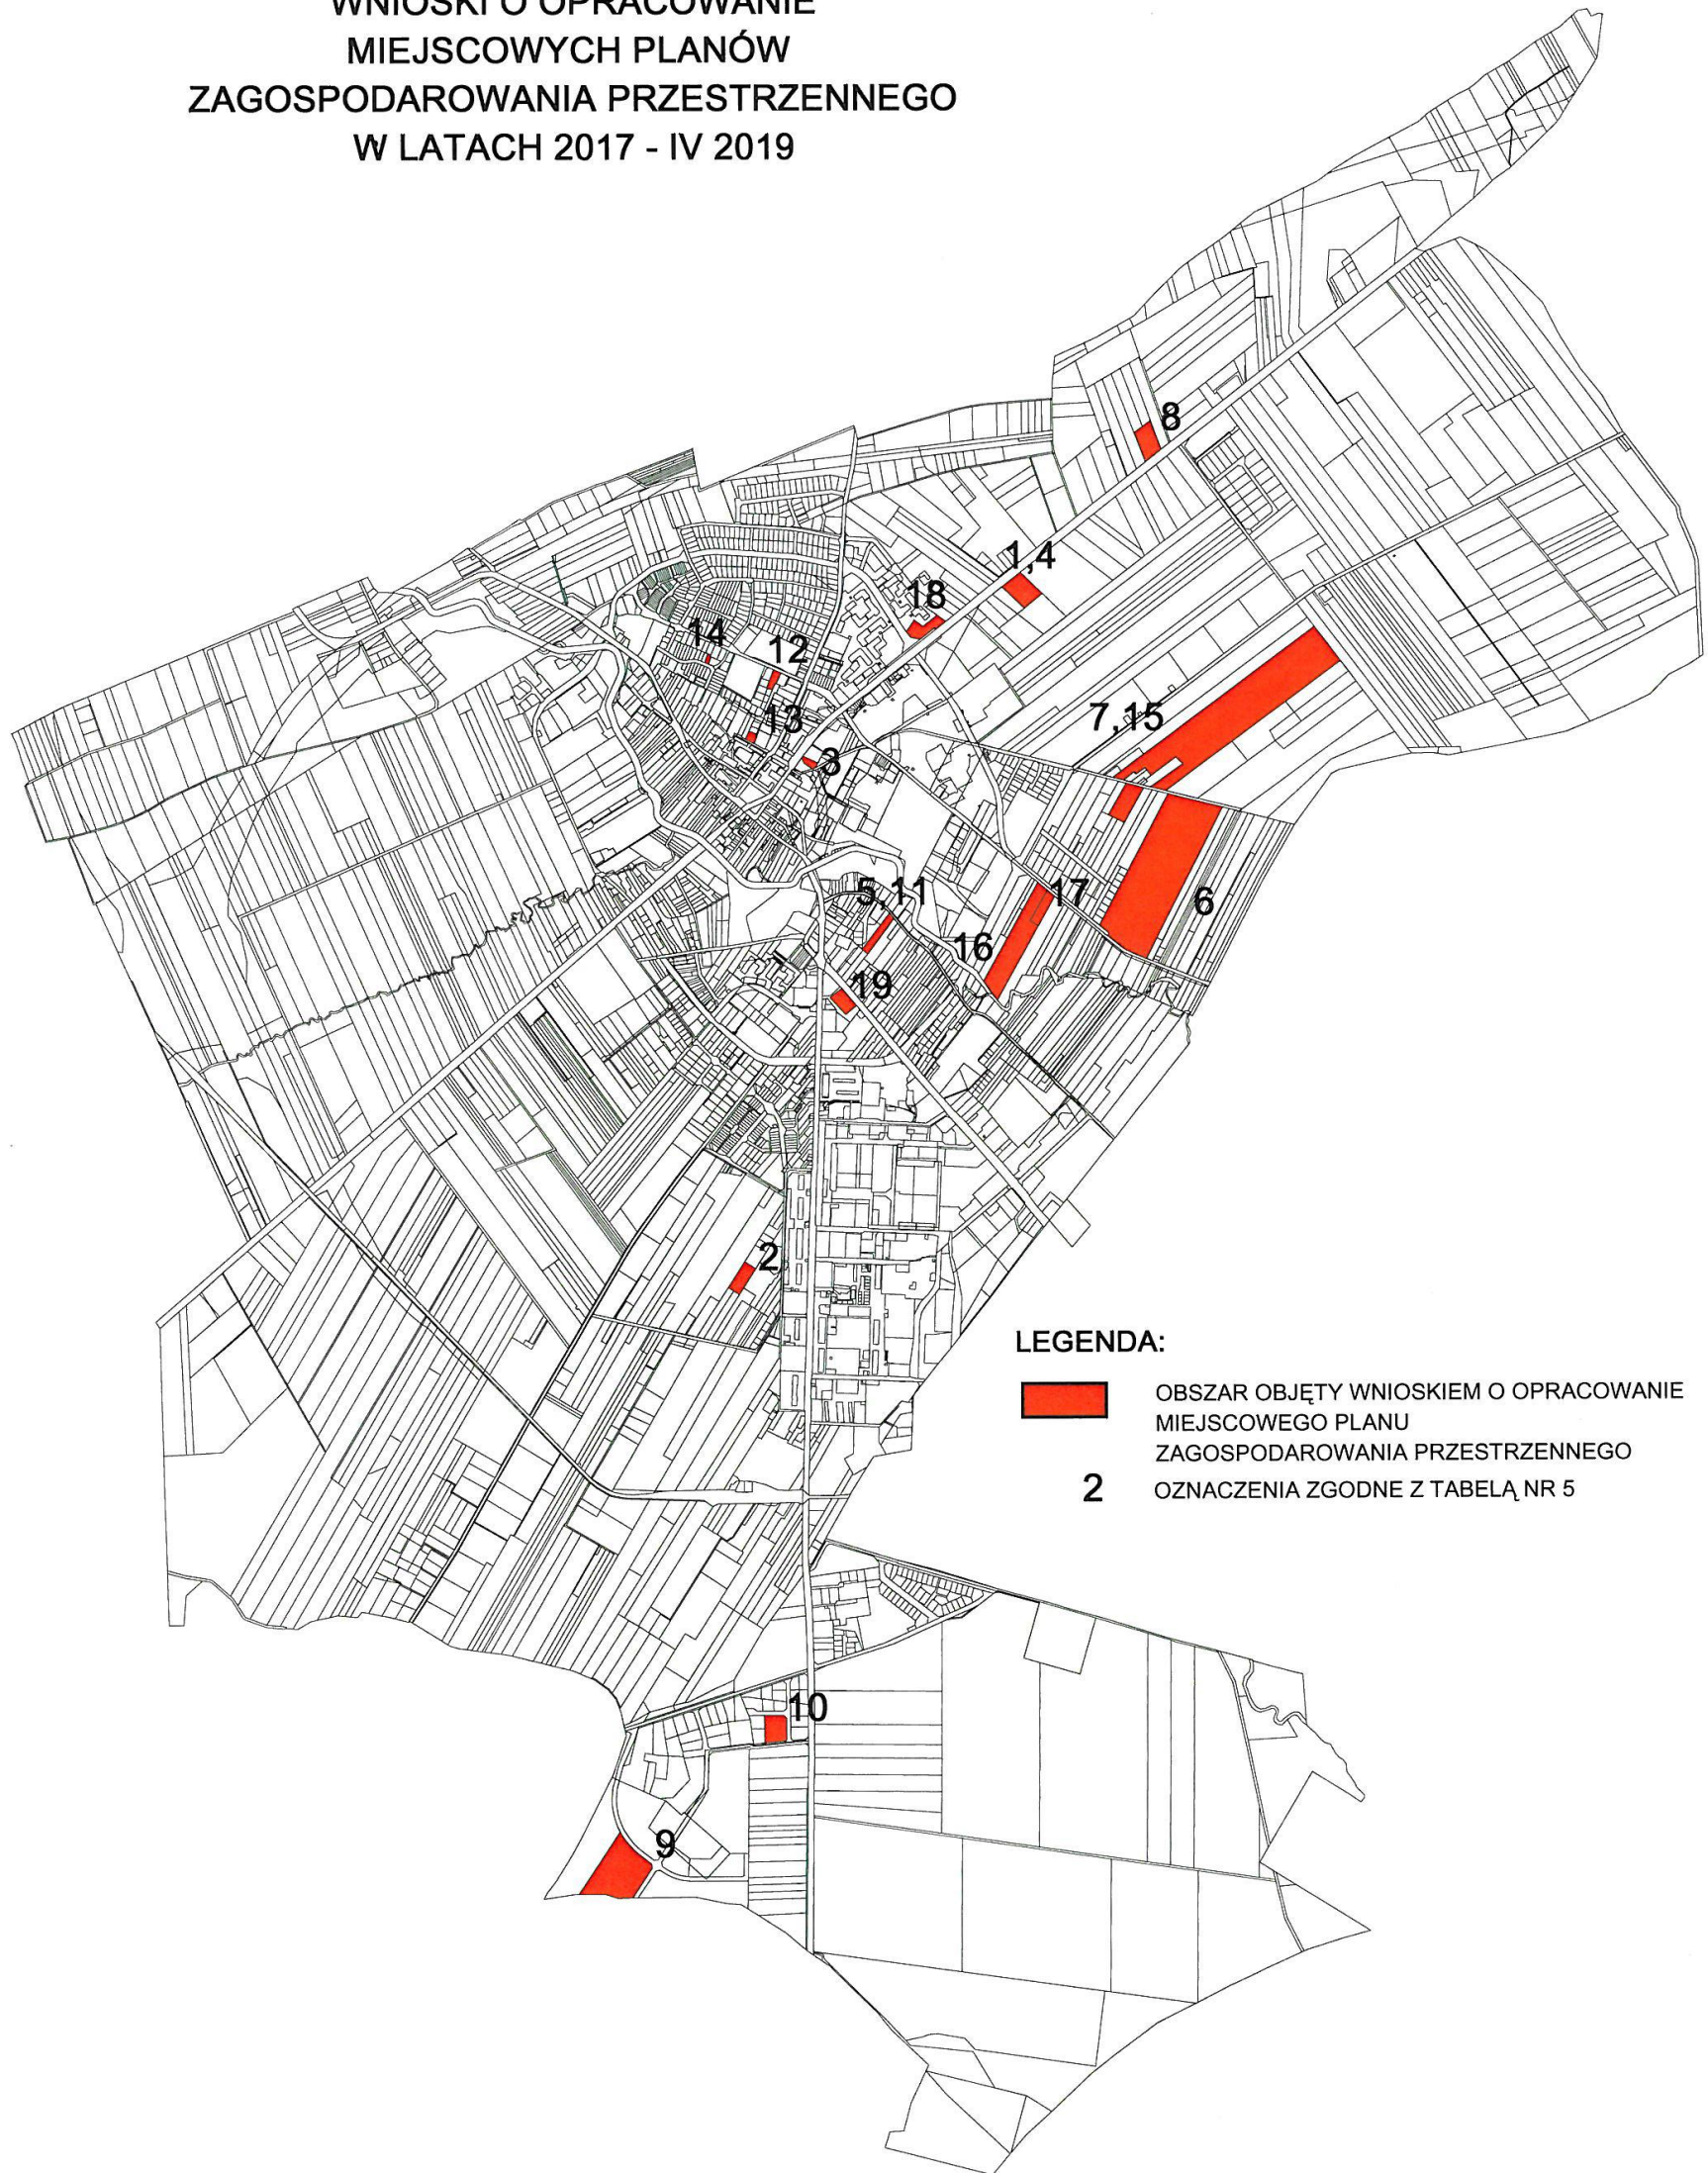 WNIOSKI O OPRACOWANIE
MIEJSCOWYCH PLANÓW
ZAGOSPODAROWANIA PRZESTRZENNEGO
W LATACH 2017 - IV 2019
8
1,4
18
14
12
7,15
13
3
5,11
17
6
16
19
2
LEGENDA:
OBSZAR OBJĘTY WNIOSKIEM O OPRACOWANIE
MIEJSCOWEGO PLANU
ZAGOSPODAROWANIA PRZESTRZENNEGO
2 OZNACZENIA ZGODNE Z TABELĄ NR 5
10
9